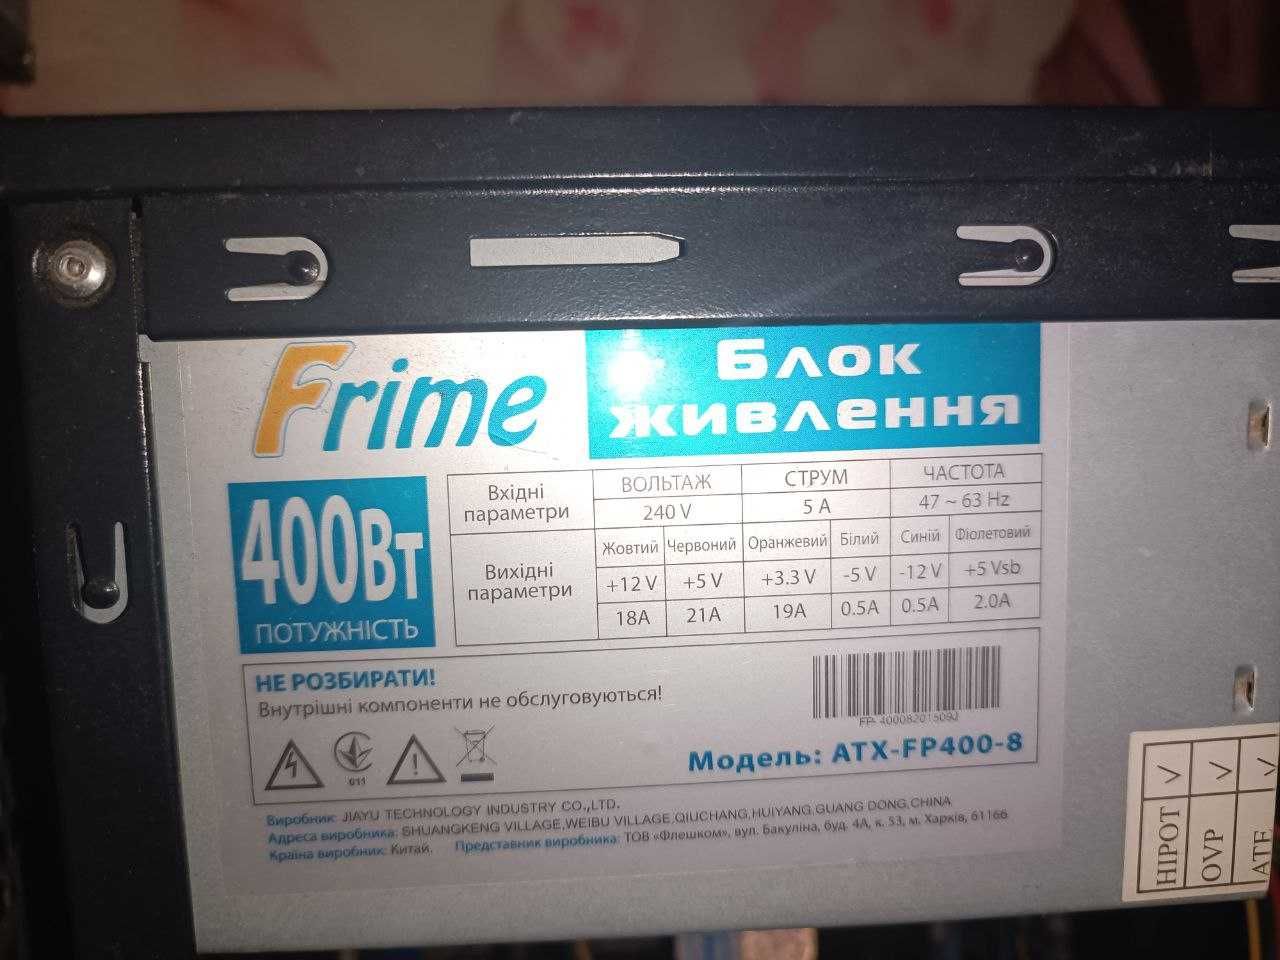 Frime
БЛОК
ЖИВЛЕННЯ
400Вт
ПОТУЖНІСТЬ
Вхідні параметри ВОЛЬТАЖ СТРУМ ЧАСТОТА
240 V 5 A 47 ~ 63 Hz
Вихідні параметри Жовтий Червоний Оранжевий Білий Синій Фіолетовий
+12 V +5 V +3.3 V -5 V -12 V +5 Vsb
18A 21A 19A 0.5A 0.5A 2.0A
НЕ РОЗБИРАТИ!
Внутрішні компоненти не обслуговуються!
011
FP-400082015092
Модель: ATX-FP400-8
Виробник: JIAYU TECHNOLOGY INDUSTRY CO.,LTD.
Адреса виробника: SHUANGKENG VILLAGE,WEIBU VILLAGE,QIUCHANG,HUIYANG.GUANG DONG,CHINA
Країна виробник: Китай. Представник виробника: ТОВ «Флешком», вул. Бакуліна, буд. 4А, к. 53, м. Харків, 61166
HIPOT V
OVP V
ATE V